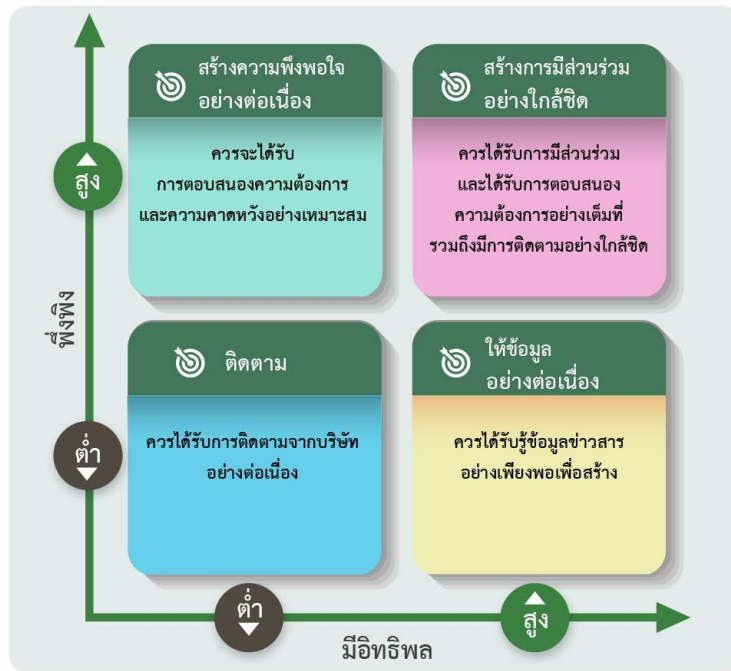 สร้างความพึงพอใจ
อย่างต่อเนื่อง
ควรจะได้รับ
การตอบสนองความต้องการ
และความคาดหวังอย่างเหมาะสม
สร้างการมีส่วนร่วม
อย่างใกล้ชิด
ควรได้รับการมีส่วนร่วม
และได้รับการตอบสนอง
ความต้องการอย่างเต็มที่
รวมถึงมีการติดตามอย่างใกล้ชิด
สูง
พึ่งพิง
ต่ำ
ติดตาม
ควรได้รับการติดตามจากบริษัท
อย่างต่อเนื่อง
ให้ข้อมูล
อย่างต่อเนื่อง
ควรได้รับรู้ข้อมูลข่าวสาร
อย่างเพียงพอเพื่อสร้าง
ต่ำ
สูง
มีอิทธิพล